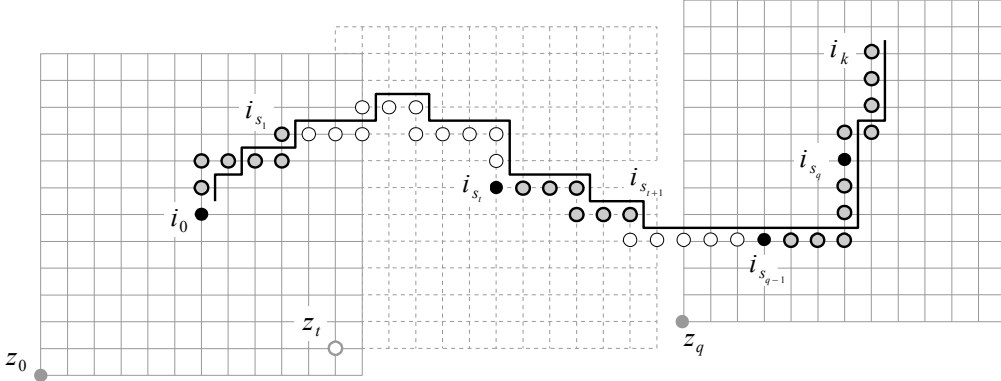 i_k
i_{s_1}
i_{s_q}
i_{s_t}
i_{s_{t+1}}
i_0
i_{s_{q-1}}
z_t
z_q
z_0